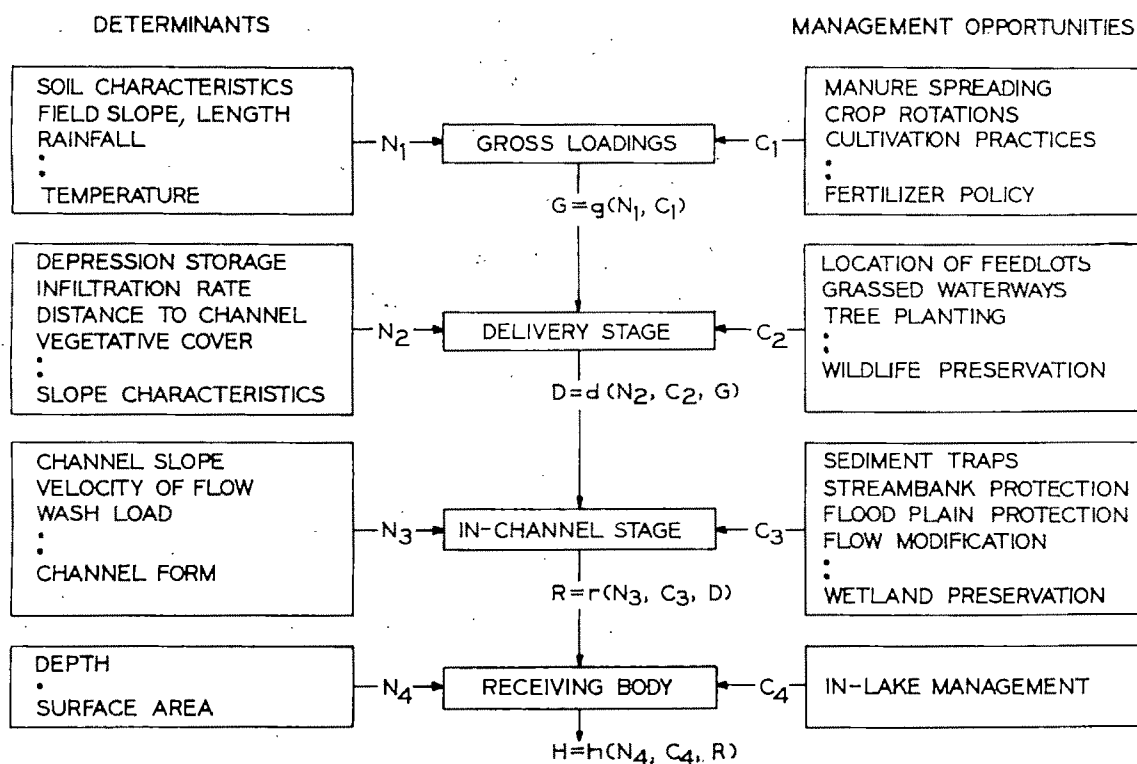 DETERMINANTS
MANAGEMENT OPPORTUNITIES
SOIL CHARACTERISTICS
FIELD SLOPE, LENGTH
RAINFALL
TEMPERATURE
N1
GROSS LOADINGS
C1
MANURE SPREADING
CROP ROTATIONS
CULTIVATION PRACTICES
FERTILIZER POLICY
G=g(N1, C1)
DEPRESSION STORAGE
INFILTRATION RATE
DISTANCE TO CHANNEL
VEGETATIVE COVER
SLOPE CHARACTERISTICS
N2
DELIVERY STAGE
C2
LOCATION OF FEEDLOTS
GRASSED WATERWAYS
TREE PLANTING
WILDLIFE PRESERVATION
D=d(N2, C2, G)
CHANNEL SLOPE
VELOCITY OF FLOW
WASH LOAD
CHANNEL FORM
N3
IN-CHANNEL STAGE
C3
SEDIMENT TRAPS
STREAMBANK PROTECTION
FLOOD PLAIN PROTECTION
FLOW MODIFICATION
WETLAND PRESERVATION
R=r(N3, C3, D)
DEPTH
SURFACE AREA
N4
RECEIVING BODY
C4
IN-LAKE MANAGEMENT
H=h(N4, C4, R)